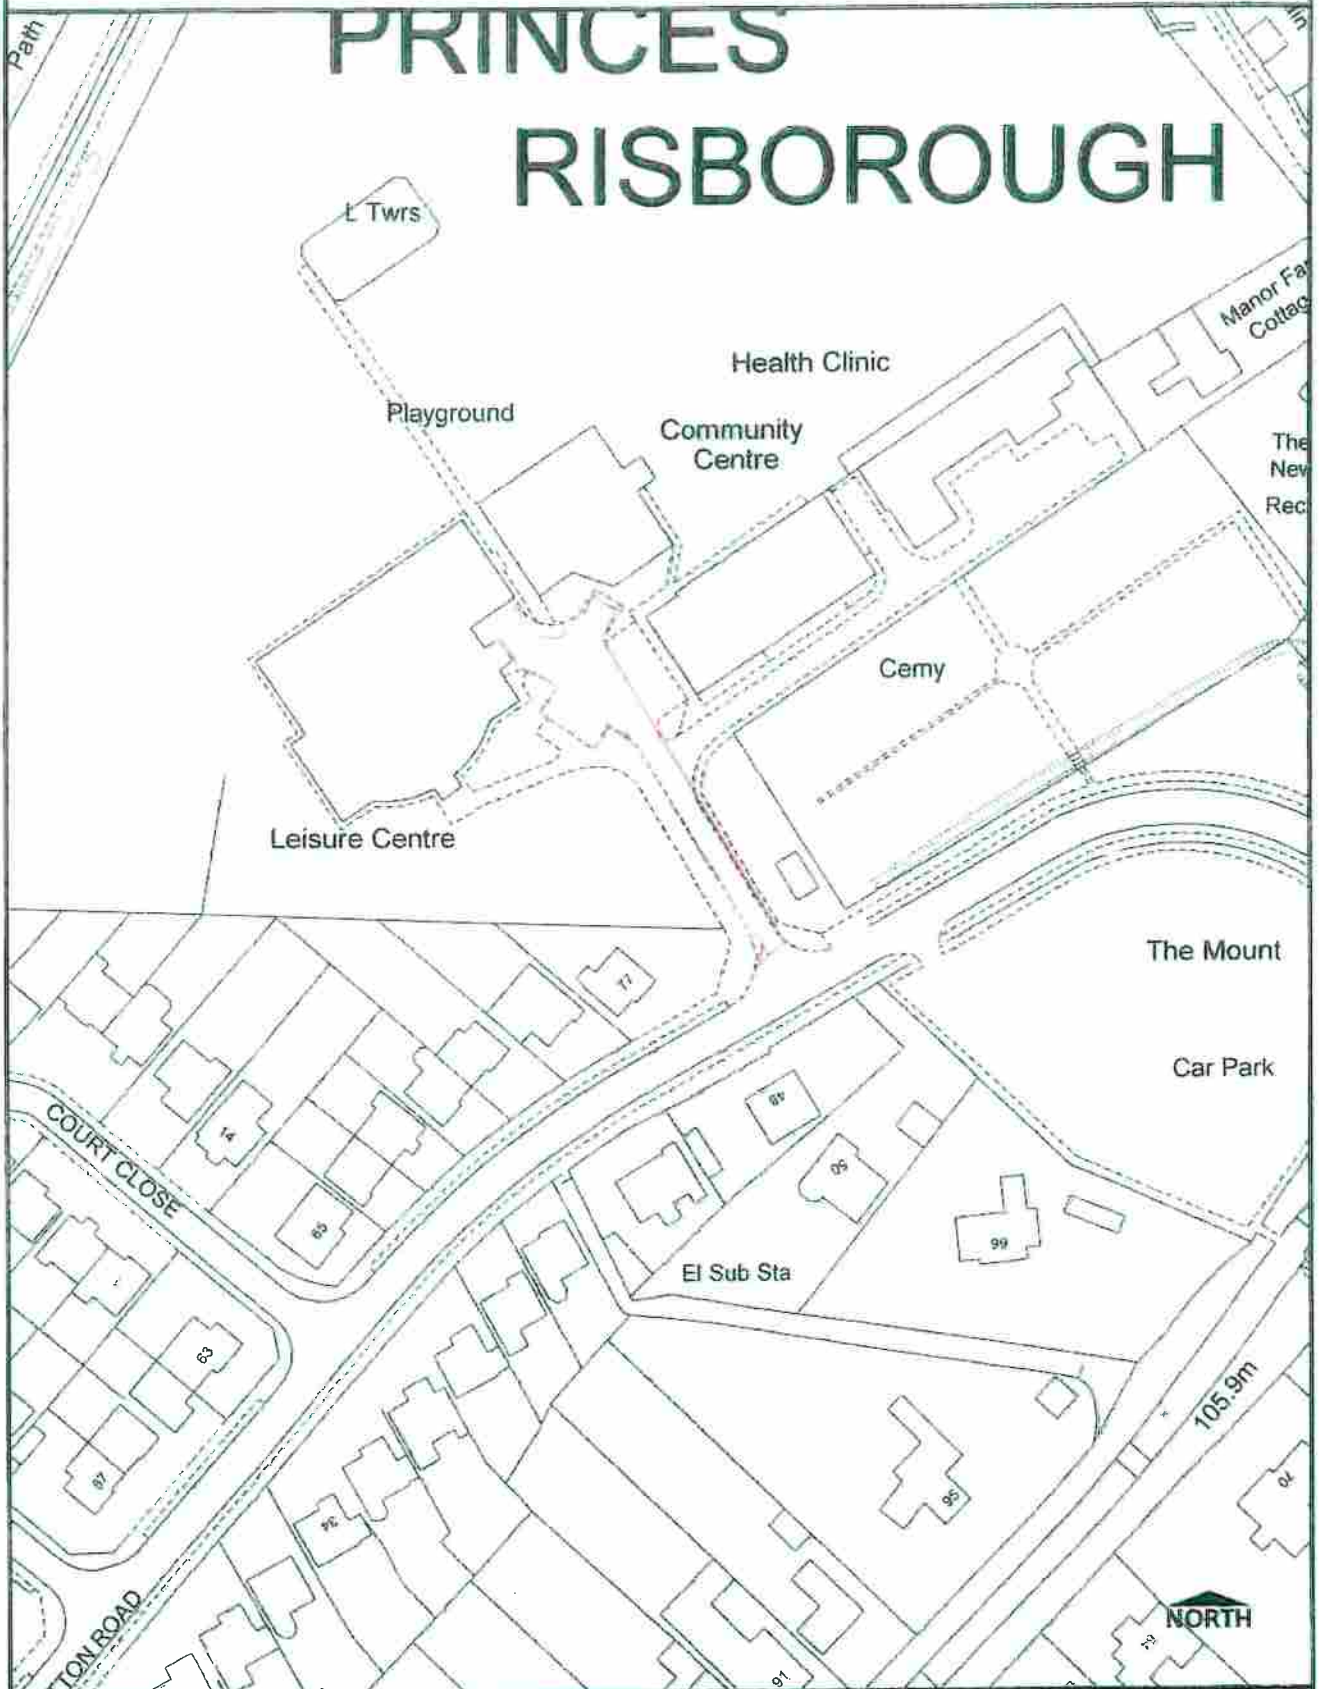 Path
PRINCES
RISBOROUGH
L Twrs
Manor Fa
Cottag
Health Clinic
Playground
Community
Centre
The
New
Rec
Cemy
Leisure Centre
The Mount
77
Car Park
48
COURT CLOSE
14
50
65
99
El Sub Sta
63
105.9m
67
95
70
34
NORTH
TON ROAD
64
91